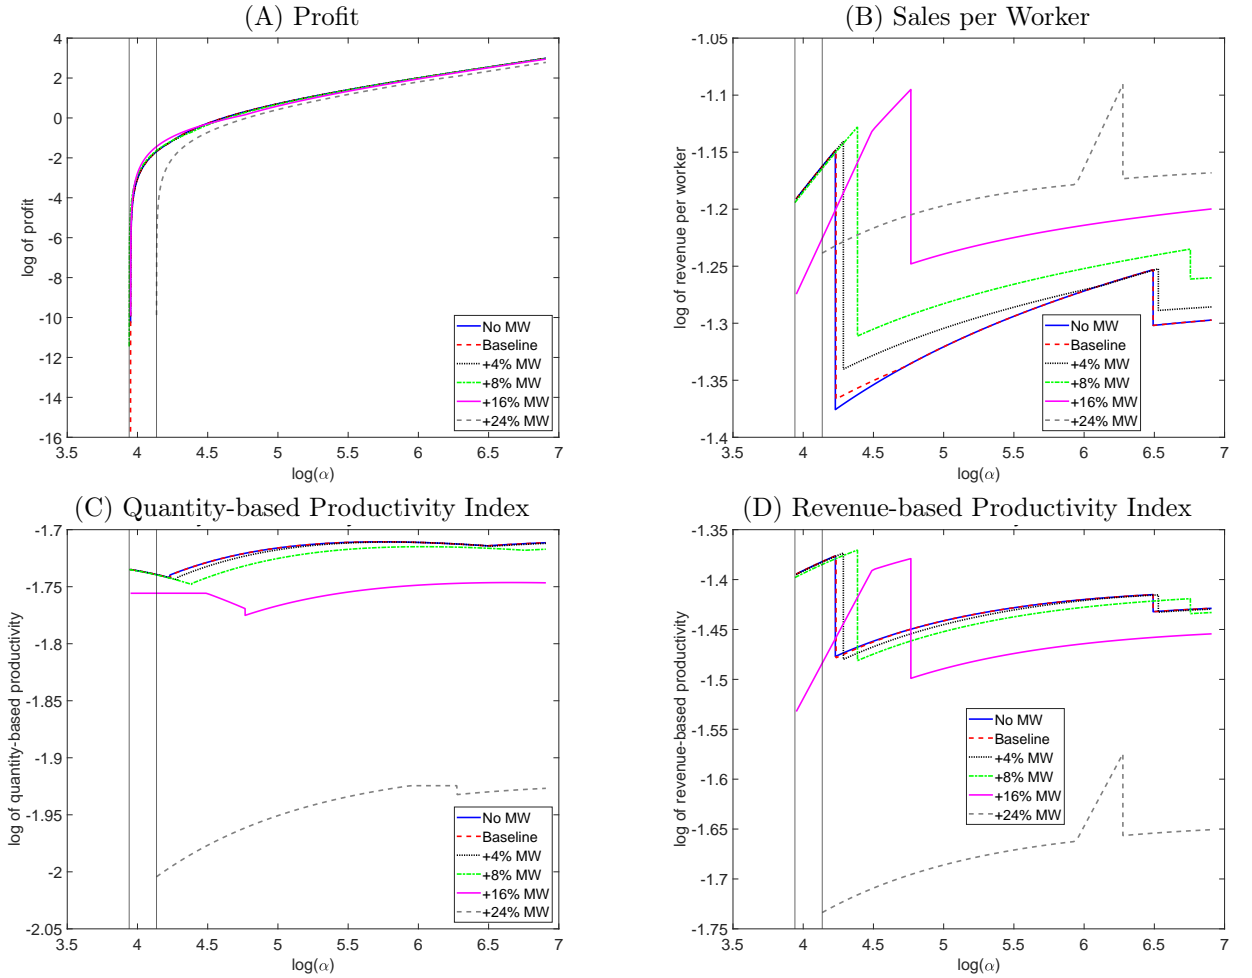 (A) Profit
4
2
0
-2
-4
-6
-8
-10
-12
-14
-16
log of profit
3.5 4 4.5 5 5.5 6 6.5 7
log(α)
No MW
Baseline
+4% MW
+8% MW
+16% MW
+24% MW
(B) Sales per Worker
-1.05
-1.1
-1.15
-1.2
-1.25
-1.3
-1.35
-1.4
log of revenue per worker
3.5 4 4.5 5 5.5 6 6.5 7
log(α)
No MW
Baseline
+4% MW
+8% MW
+16% MW
+24% MW
(C) Quantity-based Productivity Index
-1.7
-1.75
-1.8
-1.85
-1.9
-1.95
-2
-2.05
log of quantity-based productivity
3.5 4 4.5 5 5.5 6 6.5 7
log(α)
No MW
Baseline
+4% MW
+8% MW
+16% MW
+24% MW
(D) Revenue-based Productivity Index
-1.35
-1.4
-1.45
-1.5
-1.55
-1.6
-1.65
-1.7
-1.75
log of revenue-based productivity
3.5 4 4.5 5 5.5 6 6.5 7
log(α)
No MW
Baseline
+4% MW
+8% MW
+16% MW
+24% MW